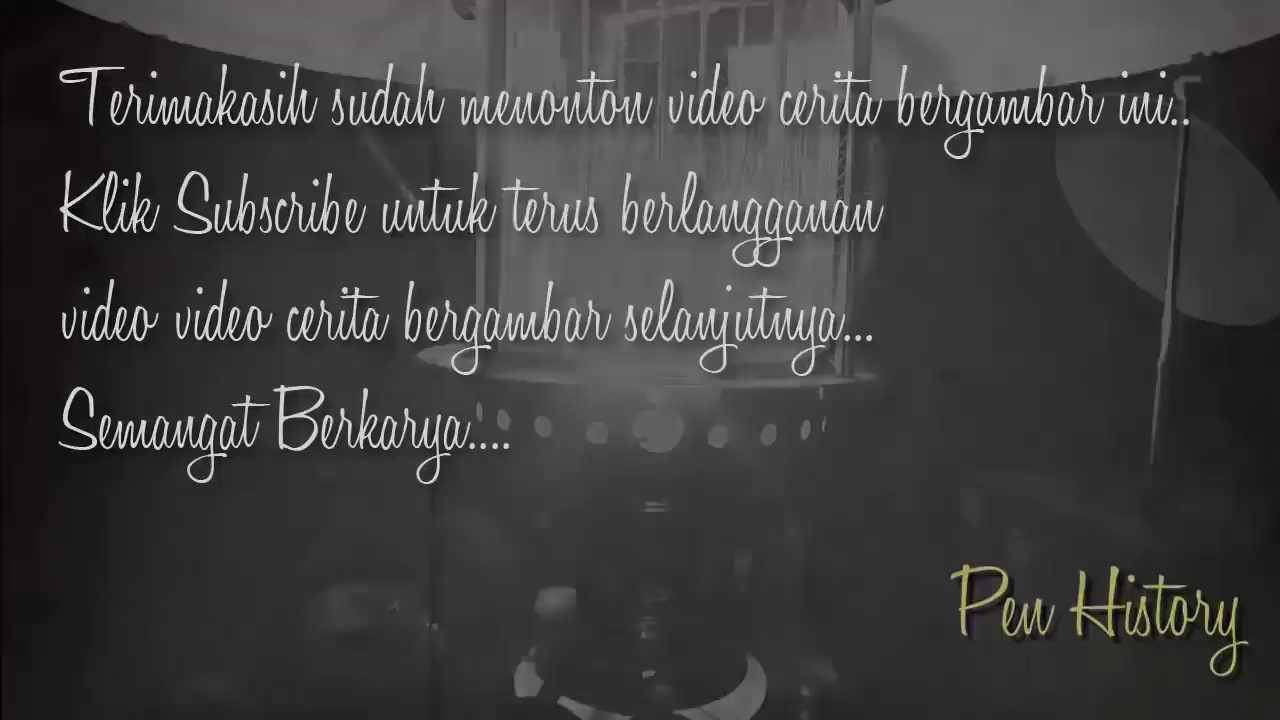 Terimakasih sudah menonton video cerita bergambar ini..
Klik Subscribe untuk terus berlangganan
video video cerita bergambar selanjutnya...
Semangat Berkarya....
Pen History